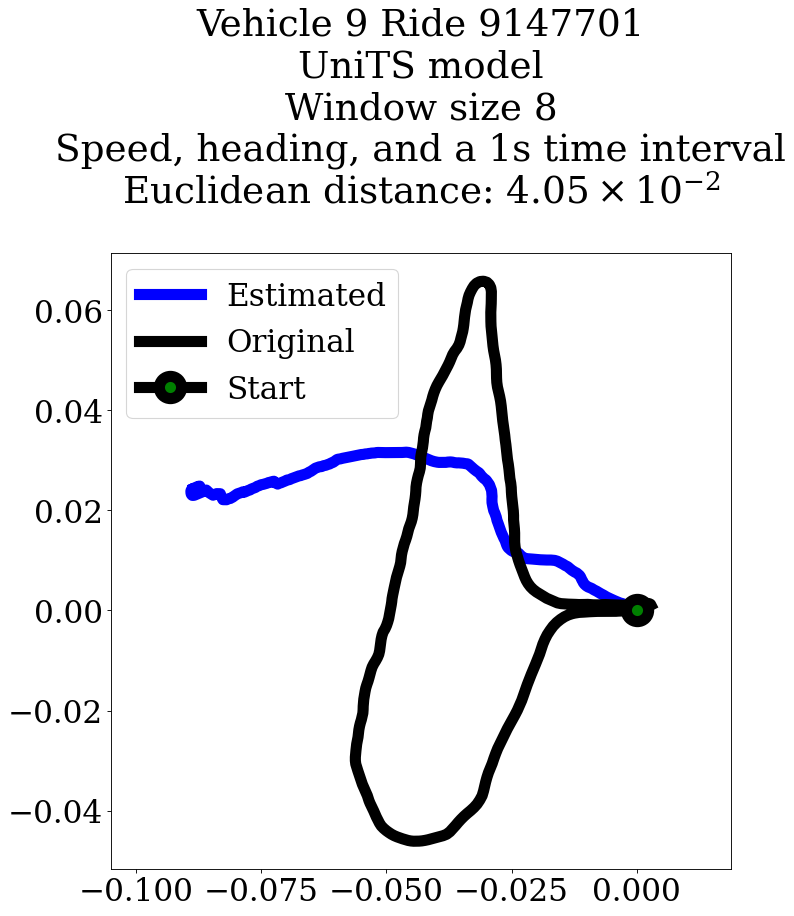 Vehicle 9 Ride 9147701
UniTS model
Window size 8
Speed, heading, and a 1s time interval
Euclidean distance: 4.05 × 10⁻²
Estimated
Original
Start
0.06
0.04
0.02
0.00
−0.02
−0.04
−0.100 −0.075 −0.050 −0.025 0.000